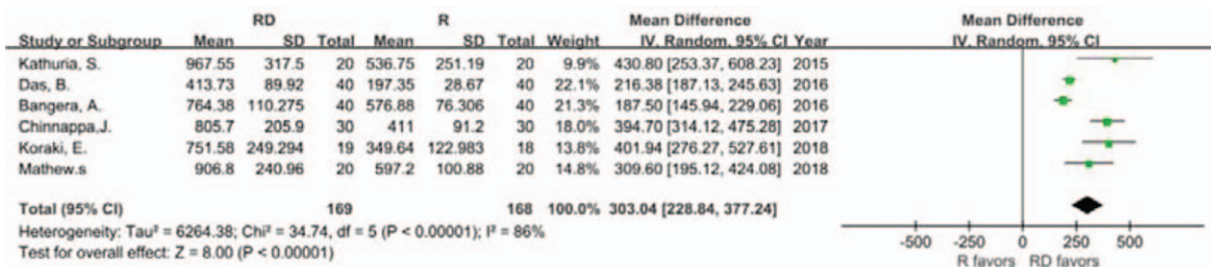 RD R Mean Difference Mean Difference
Study or Subgroup Mean SD Total Mean SD Total Weight IV, Random, 95% CI Year IV, Random, 95% CI
Kathuria, S. 967.55 317.5 20 536.75 251.19 20 9.9% 430.80 [253.37, 608.23] 2015
Das, B. 413.73 89.92 40 197.35 28.67 40 22.1% 216.38 [187.13, 245.63] 2016
Bangera, A. 764.38 110.275 40 576.88 76.306 40 21.3% 187.50 [145.94, 229.06] 2016
Chinnappa,J. 805.7 205.9 30 411 91.2 30 18.0% 394.70 [314.12, 475.28] 2017
Koraki, E. 751.58 249.294 19 349.64 122.983 18 13.8% 401.94 [276.27, 527.61] 2018
Mathew.s 906.8 240.96 20 597.2 100.88 20 14.8% 309.60 [195.12, 424.08] 2018
Total (95% CI) 169 168 100.0% 303.04 [228.84, 377.24]
Heterogeneity: Tau² = 6264.38; Chi² = 34.74, df = 5 (P < 0.00001); I² = 86%
Test for overall effect: Z = 8.00 (P < 0.00001)
-500 -250 0 250 500
R favors RD favors